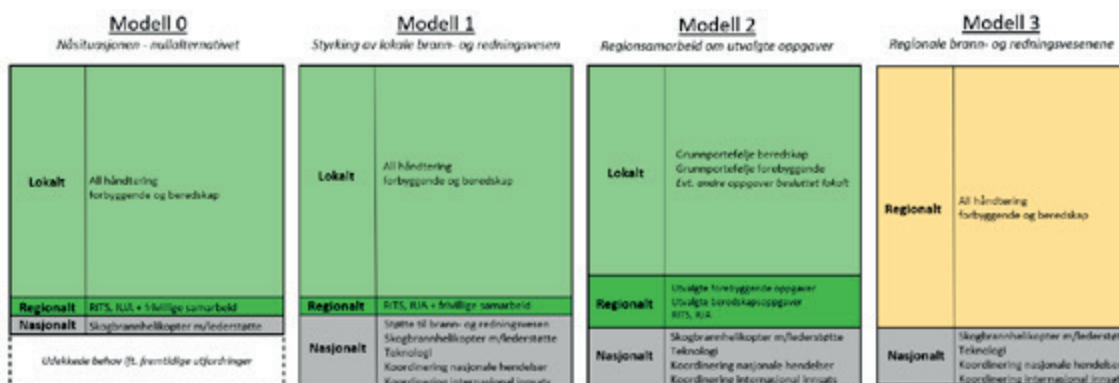 Modell 0
Nåsituasjonen - nullalternativet
Lokalt
All håndtering
forbyggende og beredskap
Regionalt
RITS, IUA + frivillige samarbeid
Nasjonalt
Skogbrannhelikopter m/lederstøtte
Udekkede behov ift. fremtidige utfordringer
Modell 1
Styrking av lokale brann- og redningsvesen
Lokalt
All håndtering
forbyggende og beredskap
Regionalt
RITS, IUA + frivillige samarbeid
Nasjonalt
Støtte til brann- og redningsvesen
Skogbrannhelikopter m/lederstøtte
Teknologi
Koordinering nasjonale hendelser
Koordinering internasjonal innsats
Modell 2
Regionsamarbeid om utvalgte oppgaver
Lokalt
Grunnportefølje beredskap
Grunnportefølje forebyggende
Evt. andre oppgaver besluttet lokalt
Regionalt
Utvalgte forebyggende oppgaver
Utvalgte beredskapsoppgaver
RITS, IUA
Nasjonalt
Skogbrannhelikopter m/lederstøtte
Teknologi
Koordinering nasjonale hendelser
Koordinering internasjonal innsats
Modell 3
Regionale brann- og redningsvesenene
Regionalt
All håndtering
forbyggende og beredskap
Nasjonalt
Skogbrannhelikopter m/lederstøtte
Teknologi
Koordinering nasjonale hendelser
Koordinering internasjonal